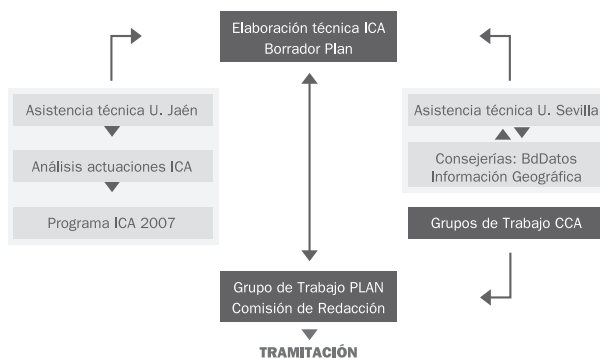 Elaboración técnica ICA
Borrador Plan
Asistencia técnica U. Jaén
Análisis actuaciones ICA
Programa ICA 2007
Asistencia técnica U. Sevilla
Consejerías: BdDatos
Información Geográfica
Grupos de Trabajo CCA
Grupo de Trabajo PLAN
Comisión de Redacción
TRAMITACIÓN